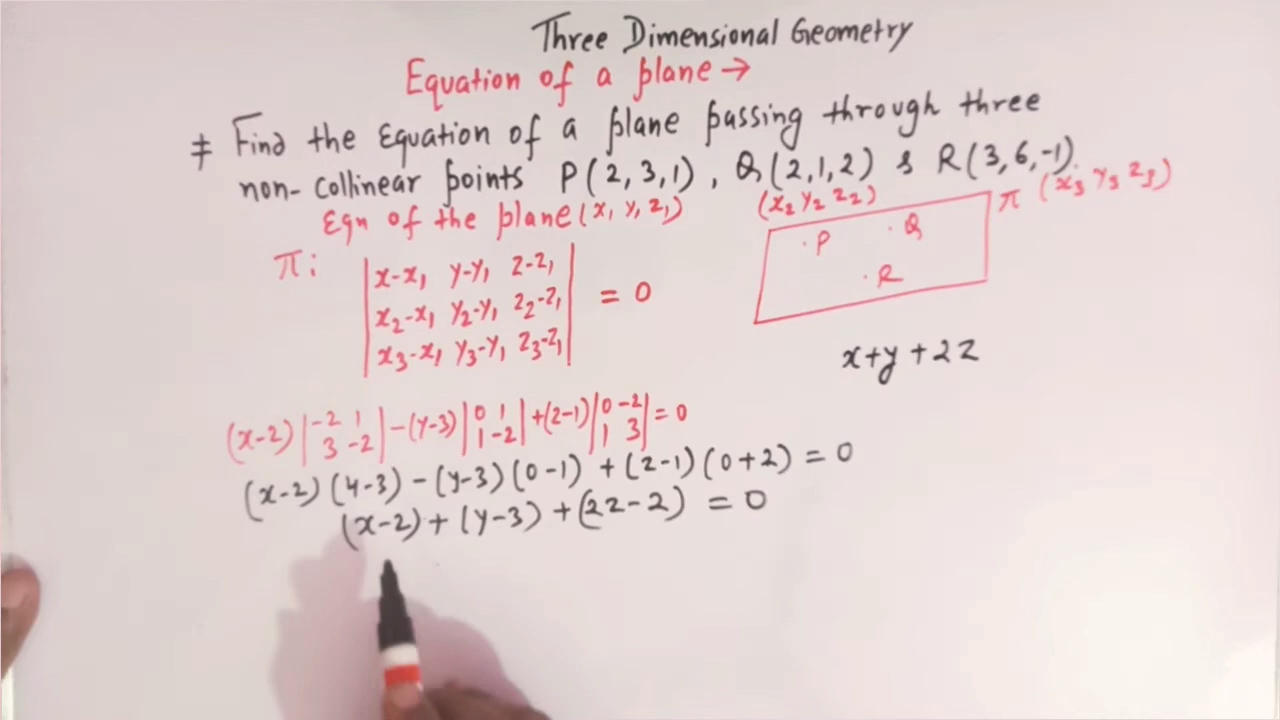 Three Dimensional Geometry
Equation of a plane →
≠ Find the Equation of a plane passing through three
non-collinear points P(2,3,1), Q(2,1,2) & R(3,6,-1).
Eqn of the plane (x₁ y₁ z₁) (x₂ y₂ z₂) π (x₃ y₃ z₃)
π: | x-x₁ y-y₁ z-z₁ |
| x₂-x₁ y₂-y₁ z₂-z₁ | = 0
| x₃-x₁ y₃-y₁ z₃-z₁ |
. P . Q
. R
x+y+2z
(x-2) | -2 1 | -(y-3) | 0 1 | +(z-1) | 0 -2 | = 0
| 3 -2 | | 1 -2 | | 1 3 |
(x-2)(4-3) - (y-3)(0-1) + (z-1)(0+2) = 0
(x-2) + (y-3) + (2z-2) = 0